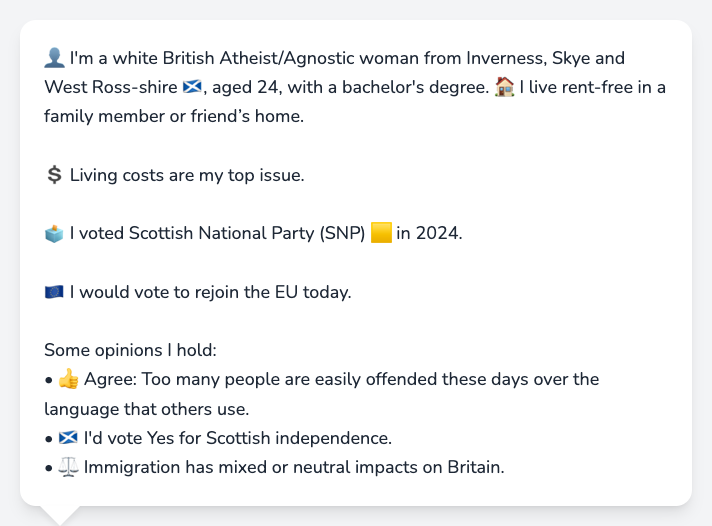 👤 I'm a white British Atheist/Agnostic woman from Inverness, Skye and
West Ross-shire 🏴󠁧󠁢󠁳󠁣󠁴󠁿, aged 24, with a bachelor's degree. 🏠 I live rent-free in a
family member or friend’s home.
💲 Living costs are my top issue.
🗳️ I voted Scottish National Party (SNP) 🟨 in 2024.
🇪🇺 I would vote to rejoin the EU today.
Some opinions I hold:
• 👍 Agree: Too many people are easily offended these days over the
language that others use.
• 🏴󠁧󠁢󠁳󠁣󠁴󠁿 I'd vote Yes for Scottish independence.
• ⚖️ Immigration has mixed or neutral impacts on Britain.